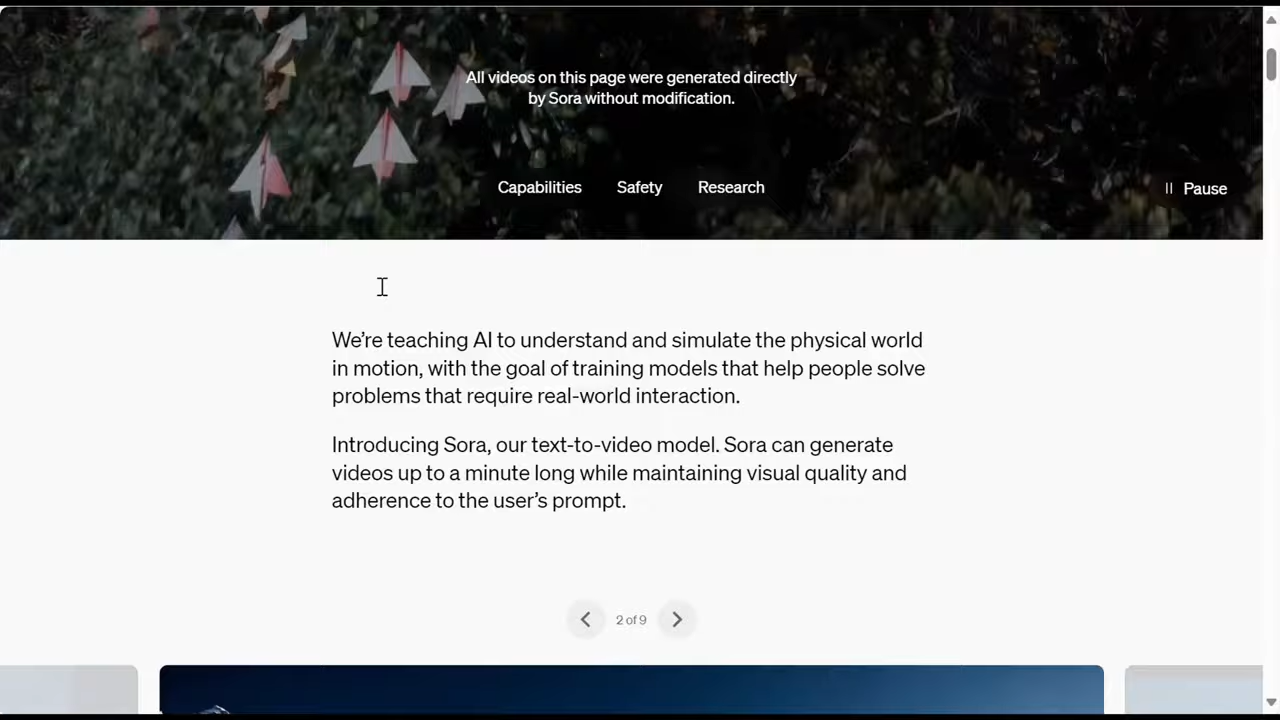 All videos on this page were generated directly
by Sora without modification.
Capabilities Safety Research
Pause
We’re teaching AI to understand and simulate the physical world
in motion, with the goal of training models that help people solve
problems that require real-world interaction.
Introducing Sora, our text-to-video model. Sora can generate
videos up to a minute long while maintaining visual quality and
adherence to the user’s prompt.
2 of 9